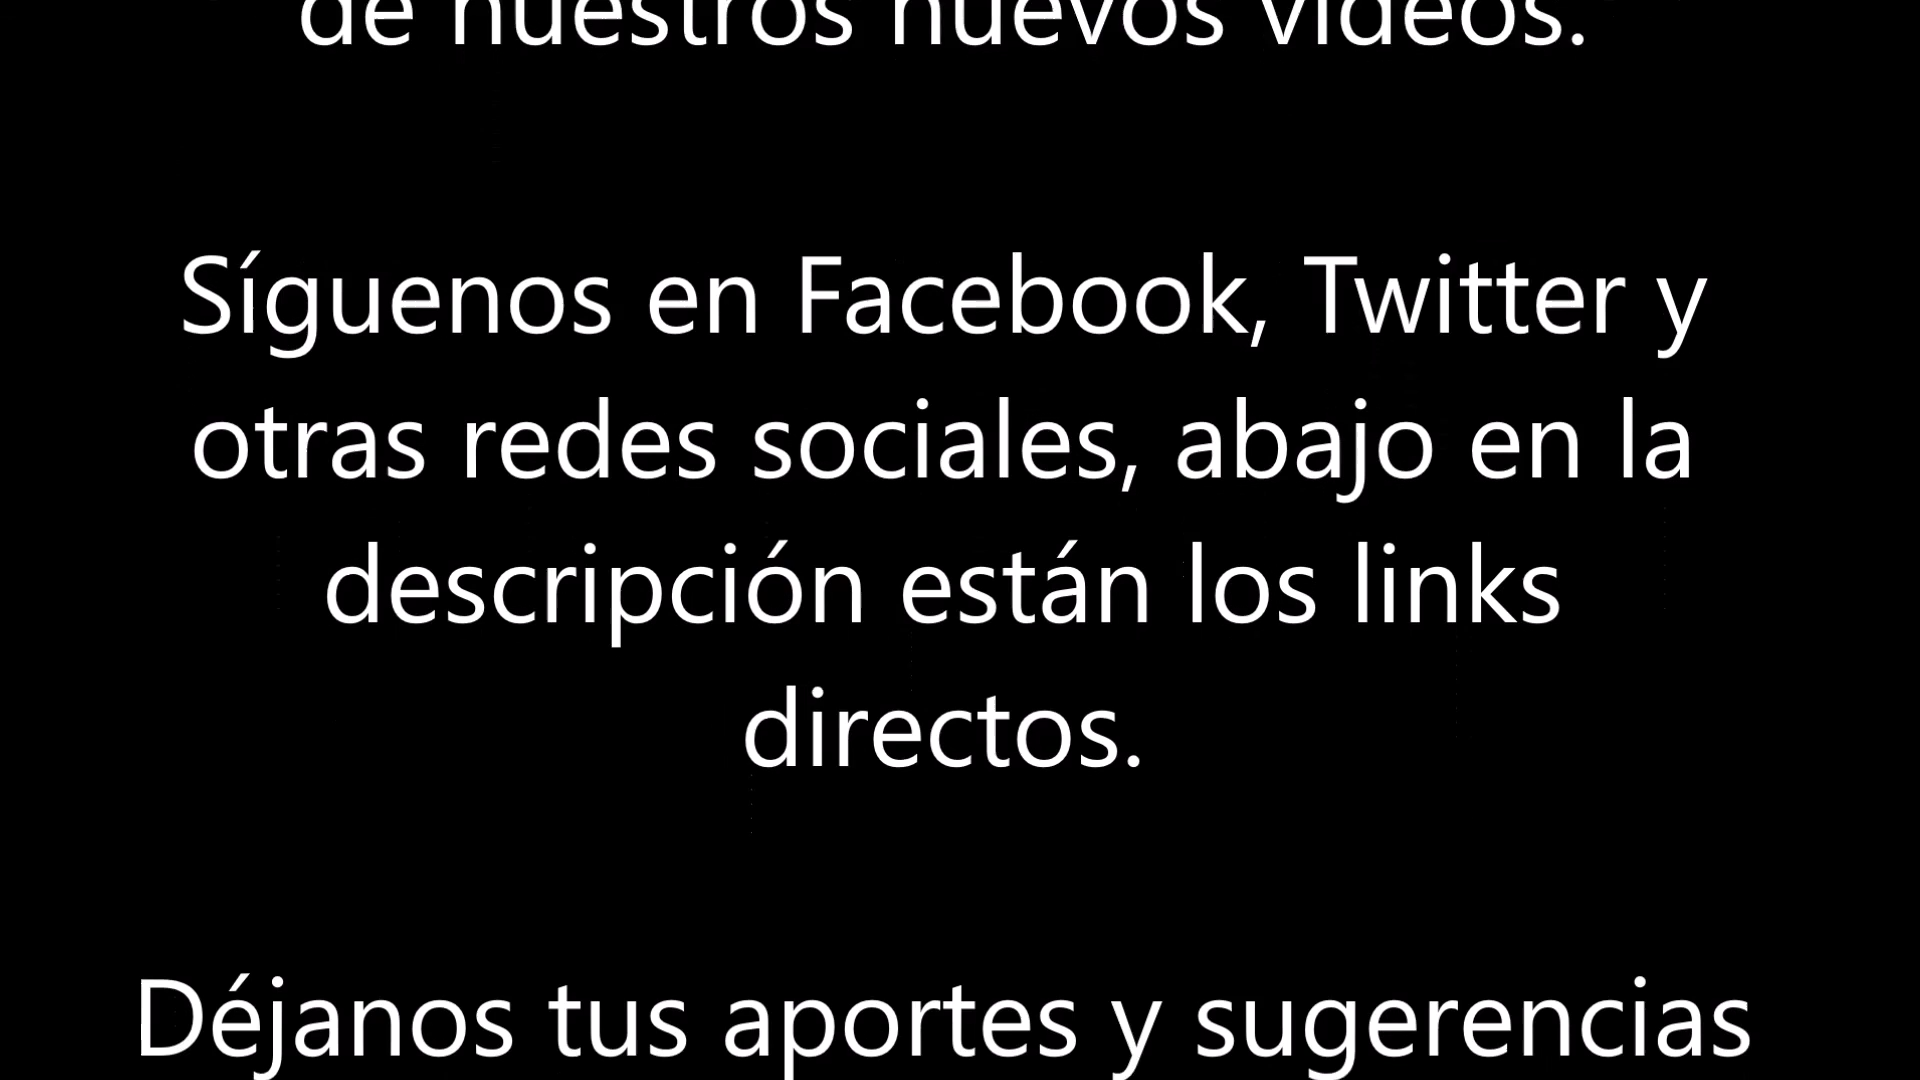 de nuestros nuevos videos.
Síguenos en Facebook, Twitter y
otras redes sociales, abajo en la
descripción están los links
directos.
Déjanos tus aportes y sugerencias